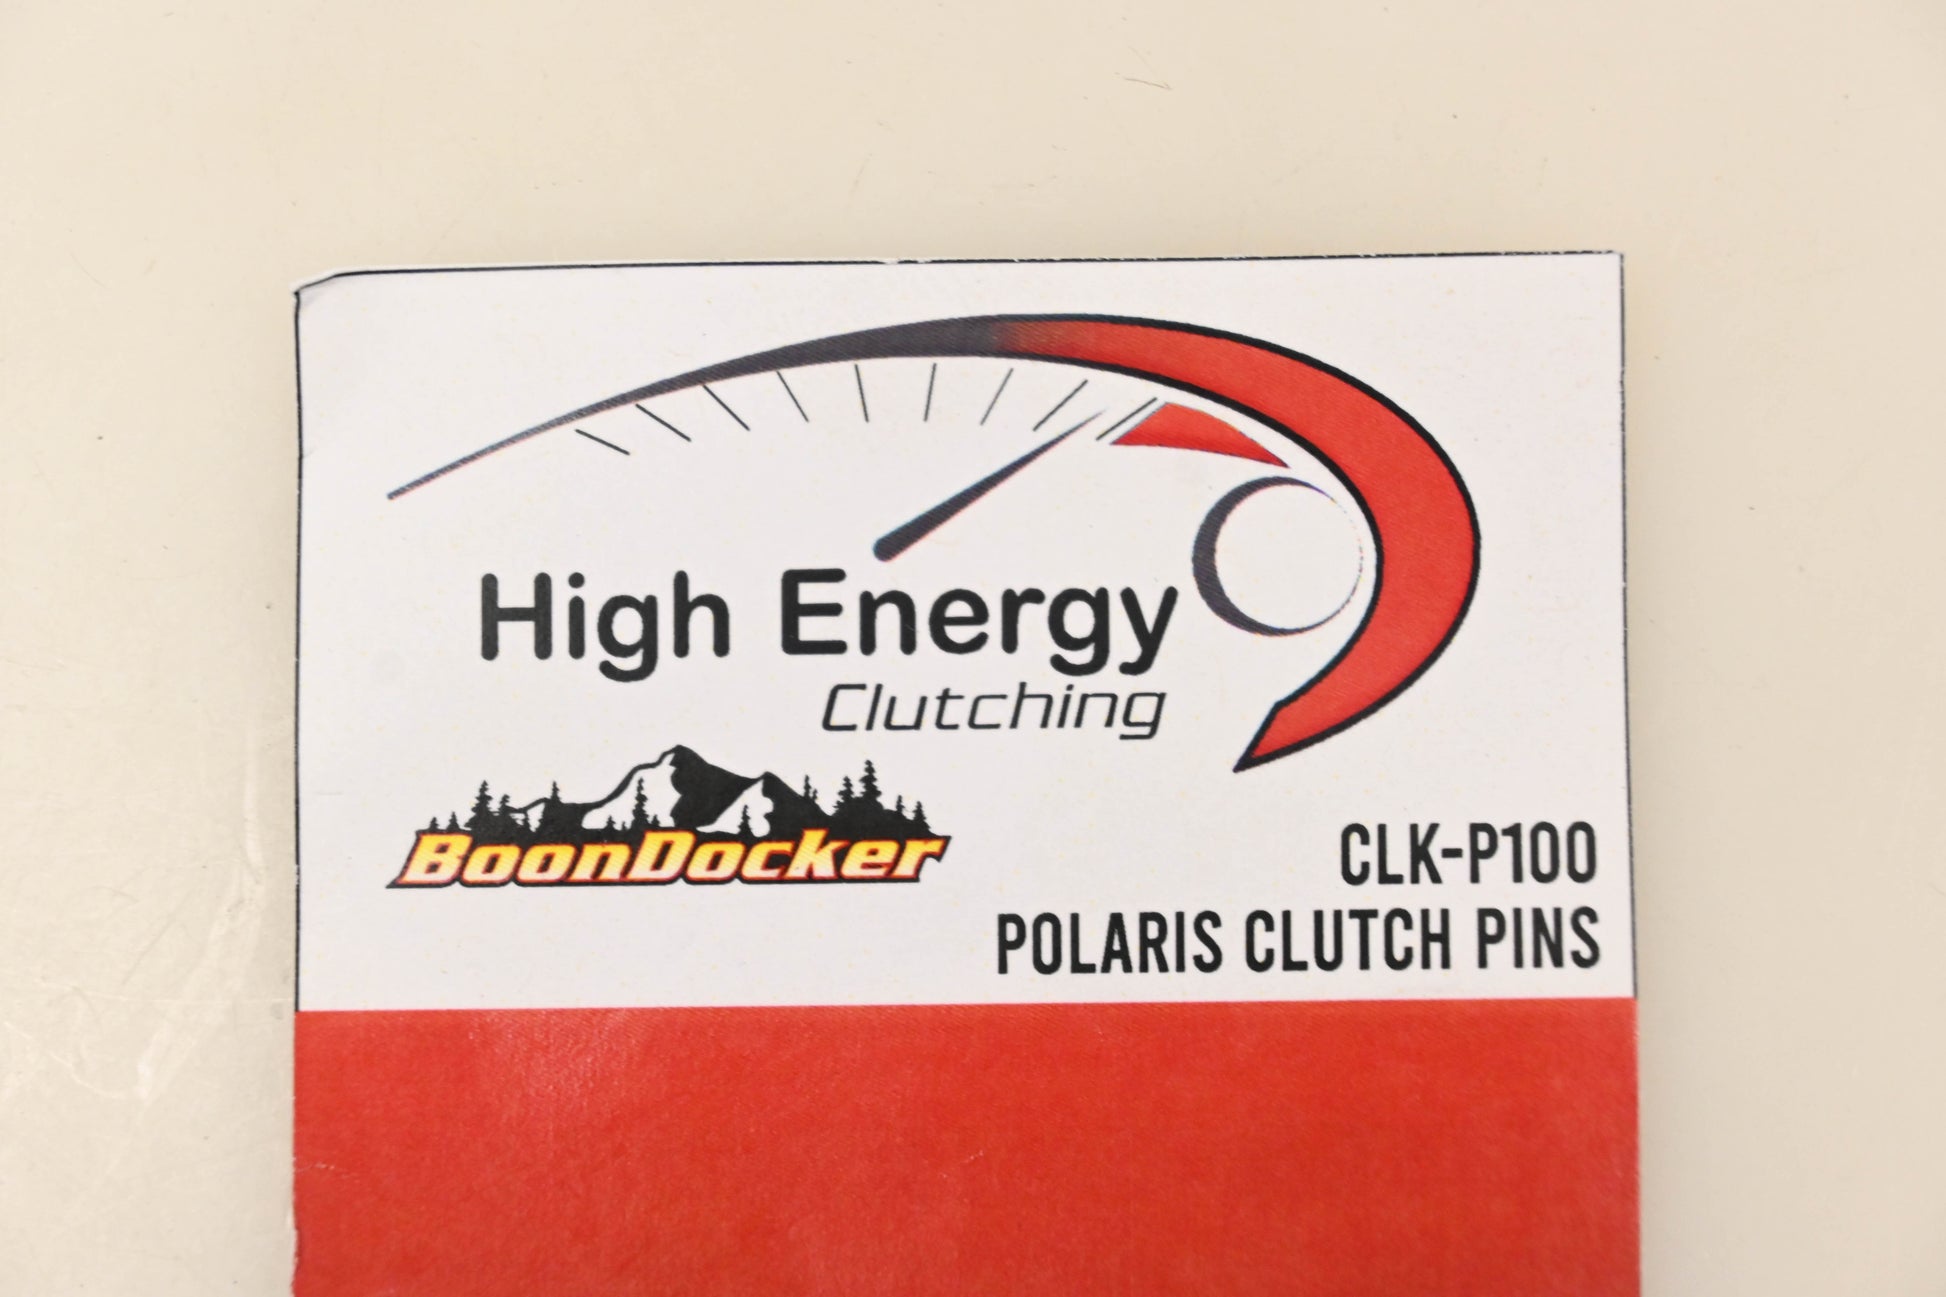 High Energy
Clutching
BoonDocker
CLK-P100
POLARIS CLUTCH PINS